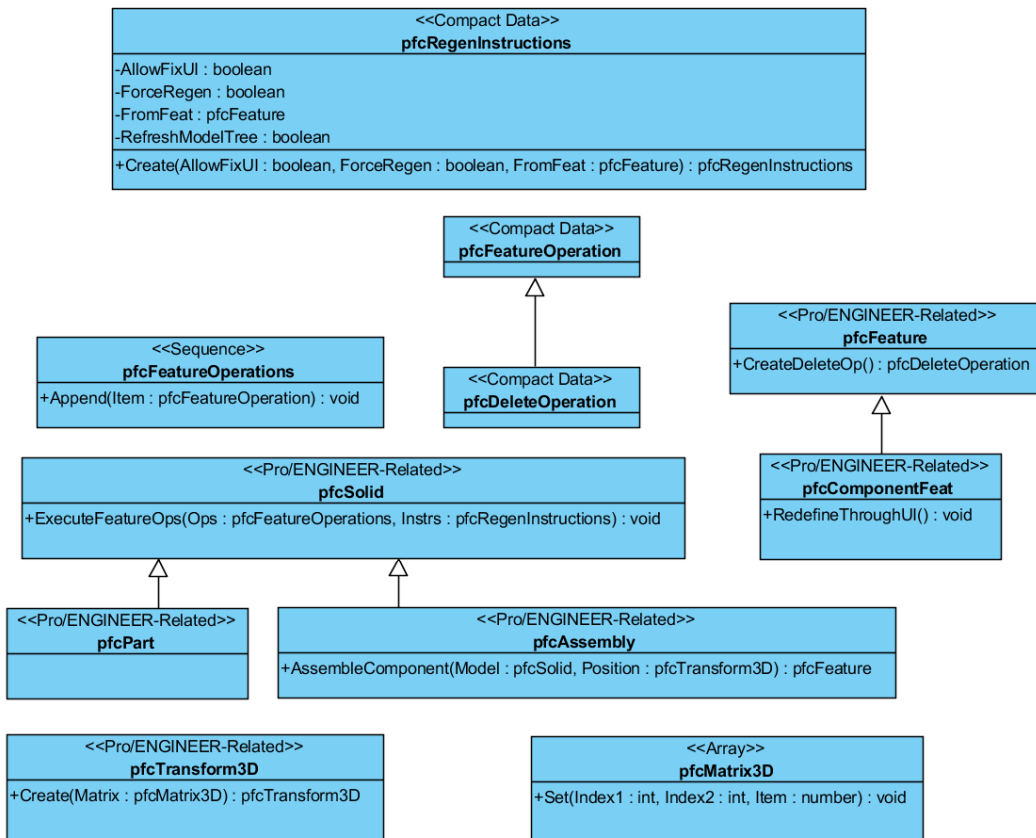 <<Compact Data>>
pfcRegenInstructions
-AllowFixUI : boolean
-ForceRegen : boolean
-FromFeat : pfcFeature
-RefreshModelTree : boolean
+Create(AllowFixUI : boolean, ForceRegen : boolean, FromFeat : pfcFeature) : pfcRegenInstructions
<<Compact Data>>
pfcFeatureOperation
<<Pro/ENGINEER-Related>>
pfcFeature
+CreateDeleteOp() : pfcDeleteOperation
<<Sequence>>
pfcFeatureOperations
+Append(Item : pfcFeatureOperation) : void
<<Compact Data>>
pfcDeleteOperation
<<Pro/ENGINEER-Related>>
pfcSolid
+ExecuteFeatureOps(Ops : pfcFeatureOperations, Instrs : pfcRegenInstructions) : void
<<Pro/ENGINEER-Related>>
pfcComponentFeat
+RedefineThroughUI() : void
<<Pro/ENGINEER-Related>>
pfcPart
<<Pro/ENGINEER-Related>>
pfcAssembly
+AssembleComponent(Model : pfcSolid, Position : pfcTransform3D) : pfcFeature
<<Pro/ENGINEER-Related>>
pfcTransform3D
+Create(Matrix : pfcMatrix3D) : pfcTransform3D
<<Array>>
pfcMatrix3D
+Set(Index1 : int, Index2 : int, Item : number) : void